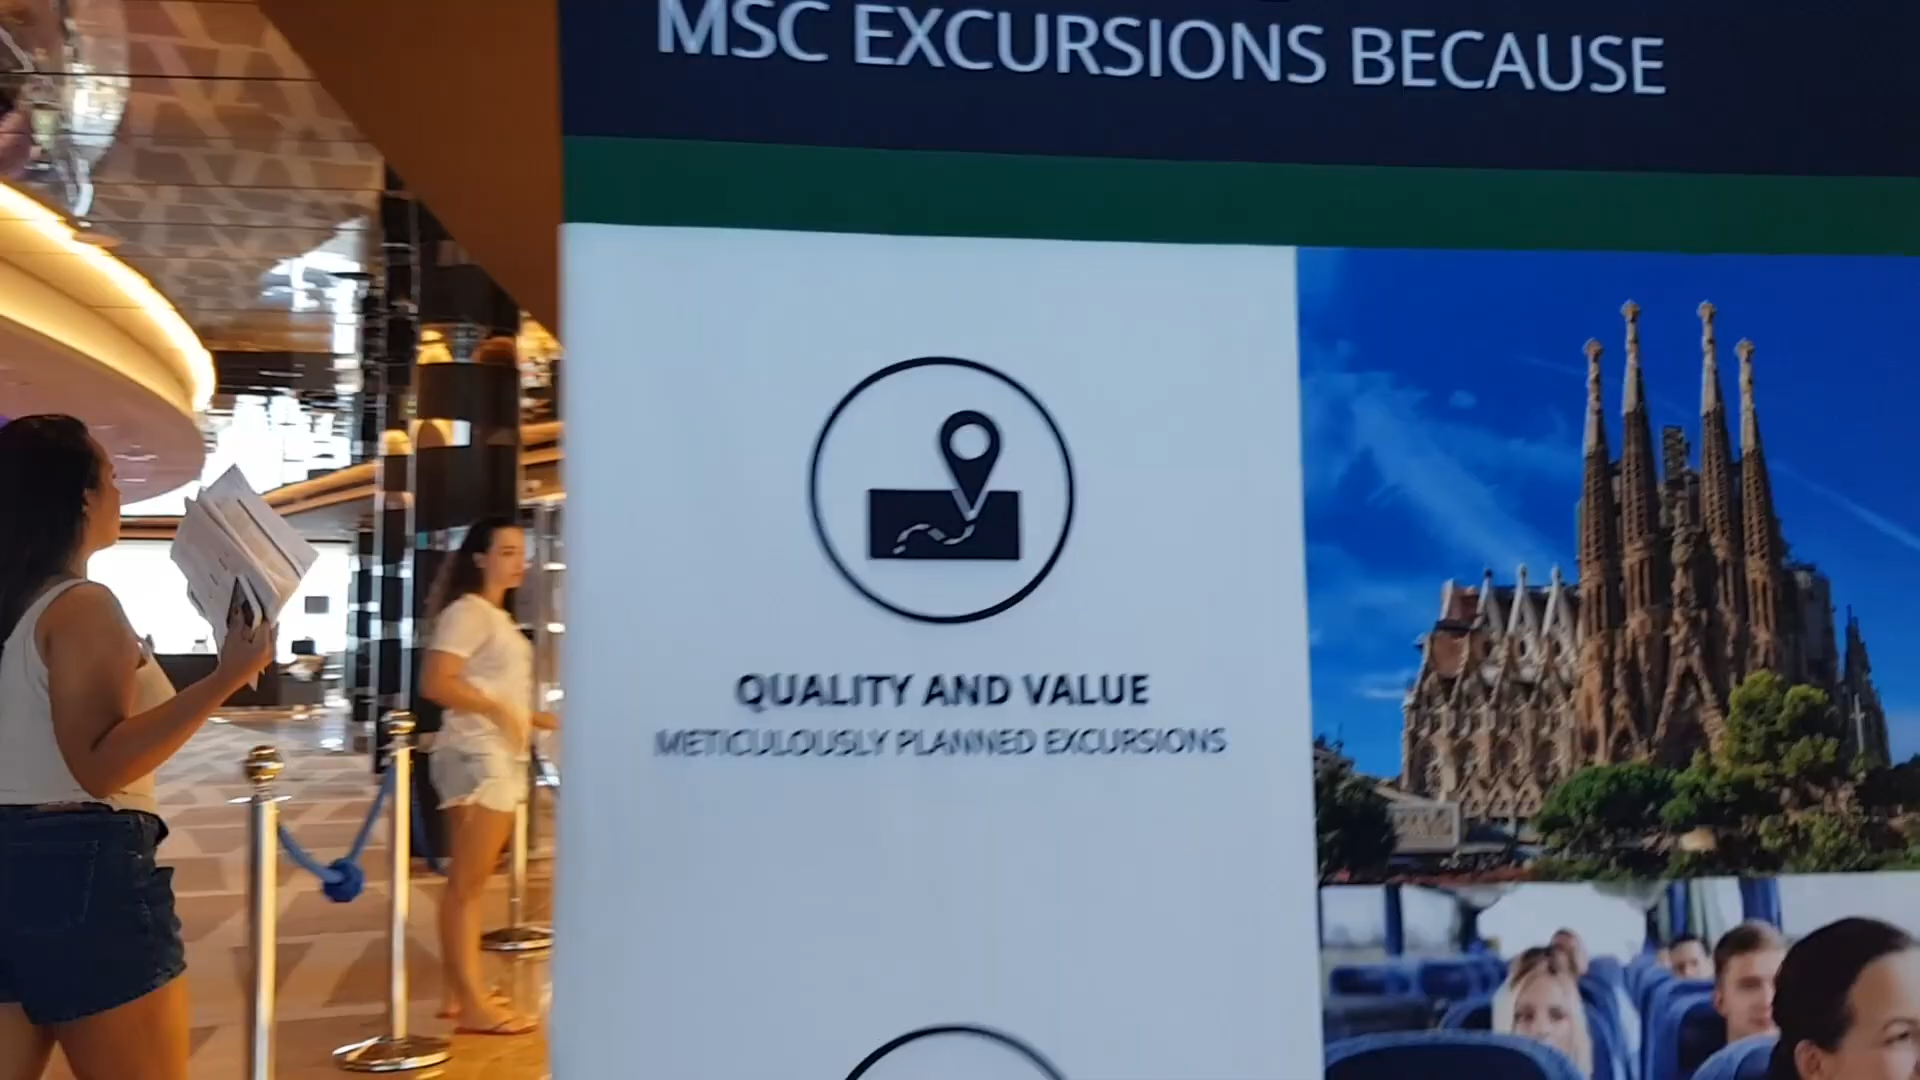 MSC EXCURSIONS BECAUSE
QUALITY AND VALUE
METICULOUSLY PLANNED EXCURSIONS